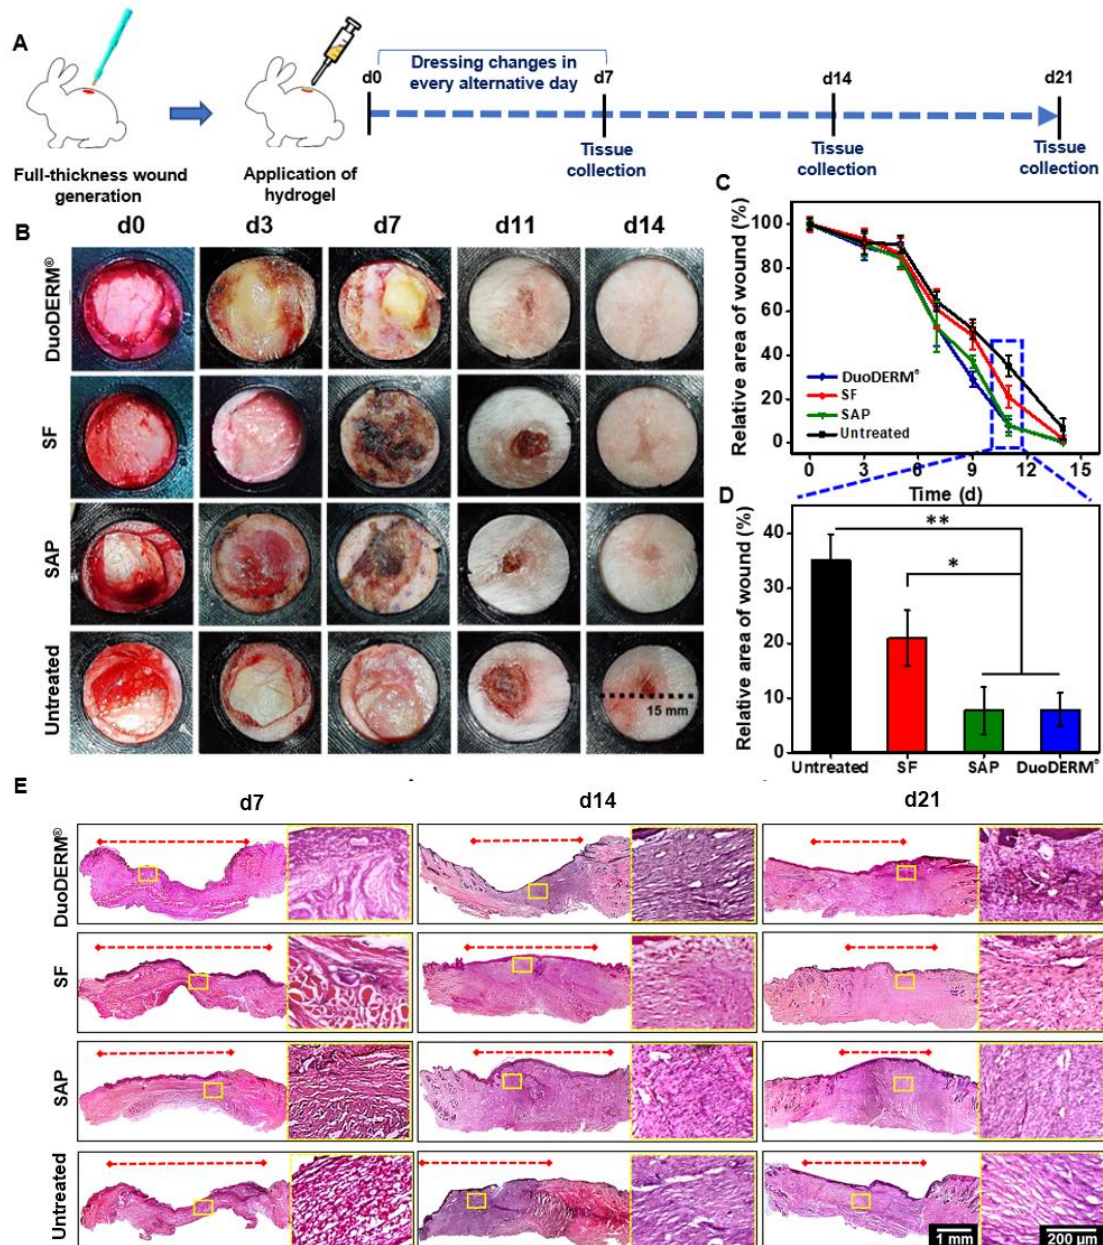 A
Full-thickness wound
generation
Application of
hydrogel
d0
Dressing changes in
every alternative day
d7
Tissue
collection
d14
Tissue
collection
d21
Tissue
collection
B
d0 d3 d7 d11 d14
DuoDERM®
SF
SAP
Untreated
15 mm
C
Relative area of wound (%)
100
80
60
40
20
0
DuoDERM®
SF
SAP
Untreated
0 3 6 9 12 15
Time (d)
D
Relative area of wound (%)
40
30
20
10
0
**
*
Untreated SF SAP DuoDERM®
E
d7 d14 d21
DuoDERM®
SF
SAP
Untreated
1 mm
200 µm